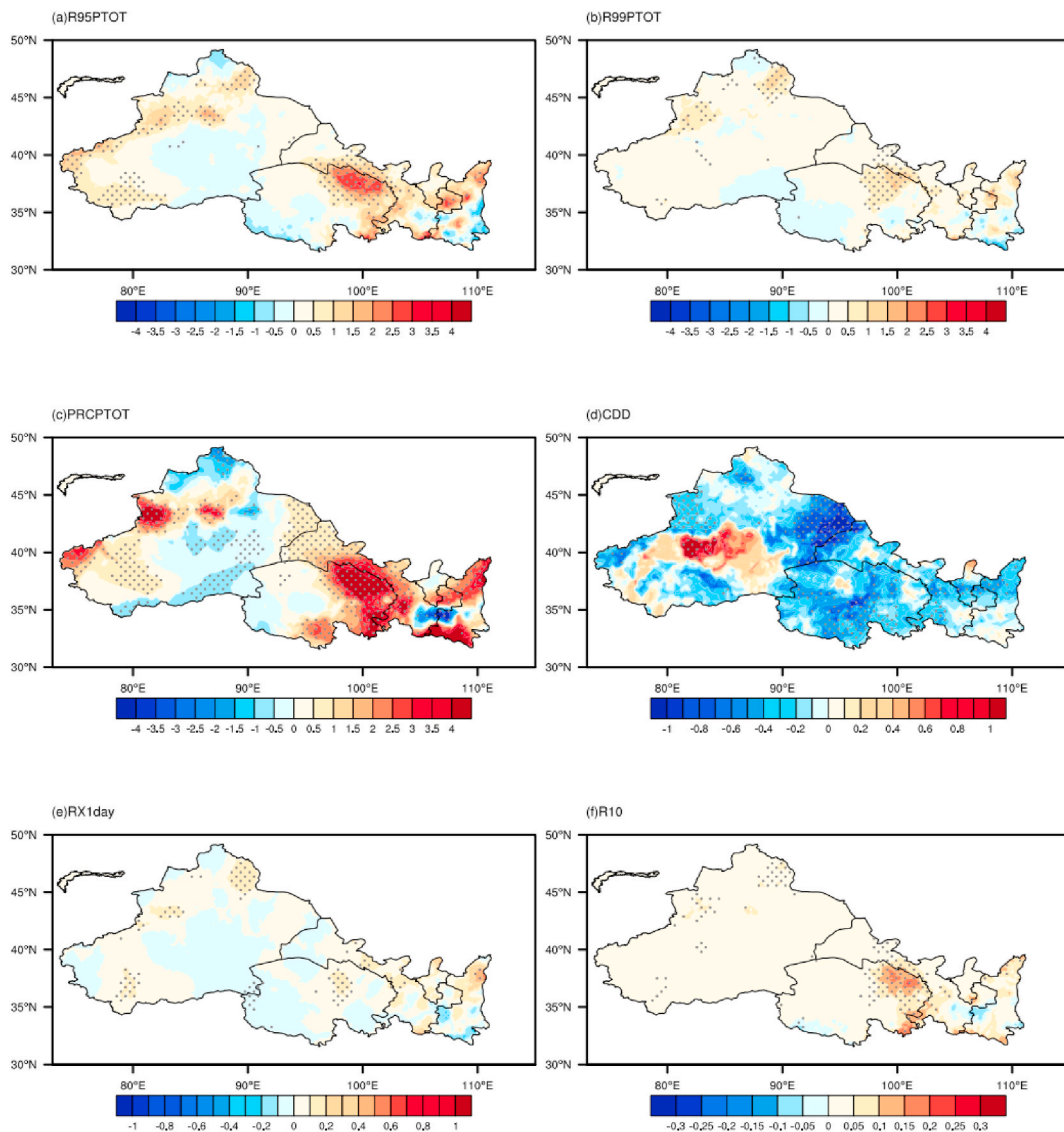 (a)R95PTOT
50°N
45°N
40°N
35°N
30°N
80°E 90°E 100°E 110°E
-4 -3.5 -3 -2.5 -2 -1.5 -1 -0.5 0 0.5 1 1.5 2 2.5 3 3.5 4
(b)R99PTOT
50°N
45°N
40°N
35°N
30°N
80°E 90°E 100°E 110°E
-4 -3.5 -3 -2.5 -2 -1.5 -1 -0.5 0 0.5 1 1.5 2 2.5 3 3.5 4
(c)PRCPTOT
50°N
45°N
40°N
35°N
30°N
80°E 90°E 100°E 110°E
-4 -3.5 -3 -2.5 -2 -1.5 -1 -0.5 0 0.5 1 1.5 2 2.5 3 3.5 4
(d)CDD
50°N
45°N
40°N
35°N
30°N
80°E 90°E 100°E 110°E
-1 -0.8 -0.6 -0.4 -0.2 0 0.2 0.4 0.6 0.8 1
(e)RX1day
50°N
45°N
40°N
35°N
30°N
80°E 90°E 100°E 110°E
-1 -0.8 -0.6 -0.4 -0.2 0 0.2 0.4 0.6 0.8 1
(f)R10
50°N
45°N
40°N
35°N
30°N
80°E 90°E 100°E 110°E
-0.3 -0.25 -0.2 -0.15 -0.1 -0.05 0 0.05 0.1 0.15 0.2 0.25 0.3